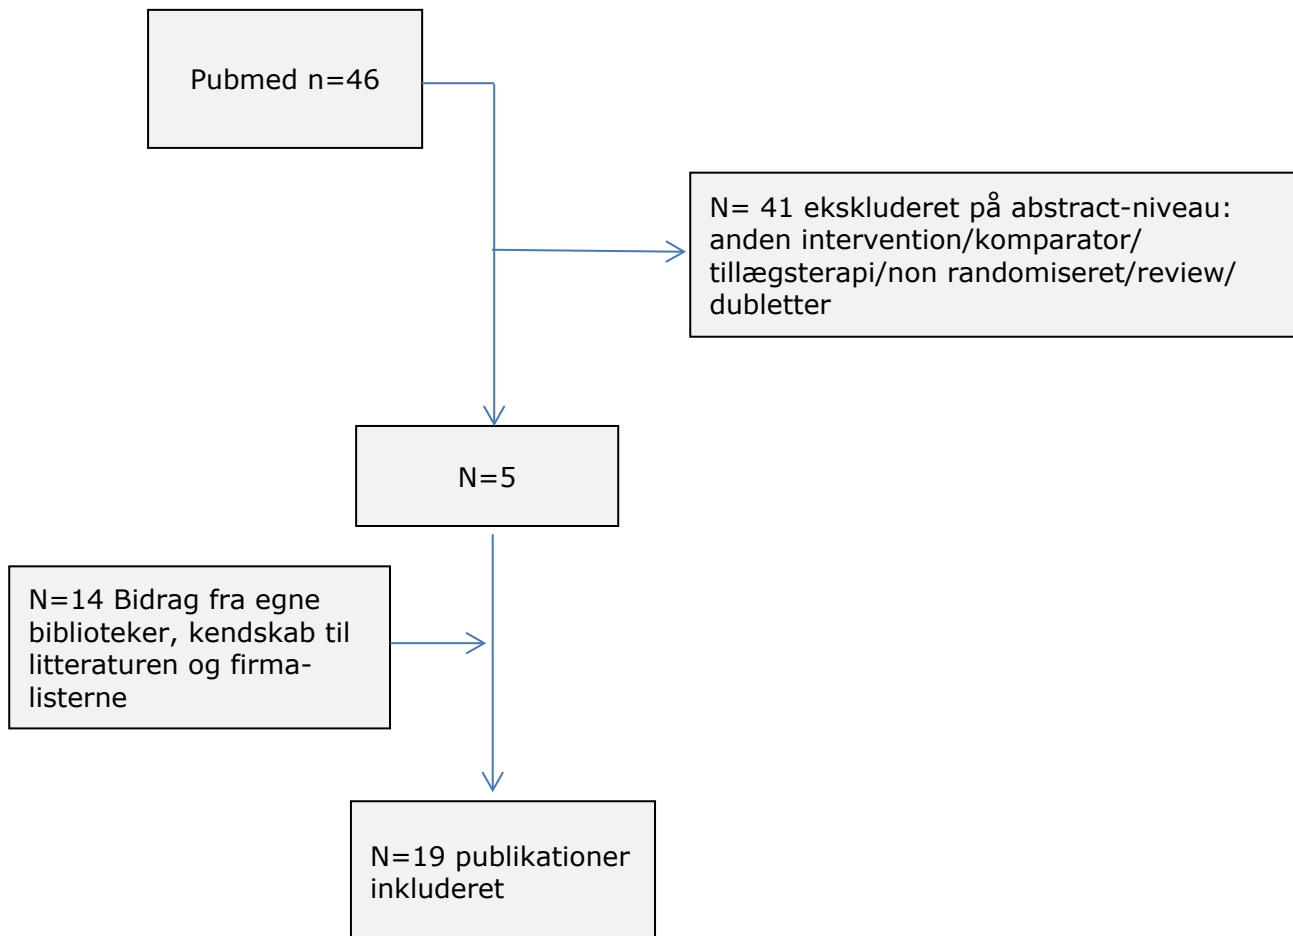 Pubmed n=46
N= 41 ekskluderet på abstract-niveau:
anden intervention/komparator/
tillægsterapi/non randomiseret/review/
dubletter
N=5
N=14 Bidrag fra egne
biblioteker, kendskab til
litteraturen og firma-
listerne
N=19 publikationer
inkluderet